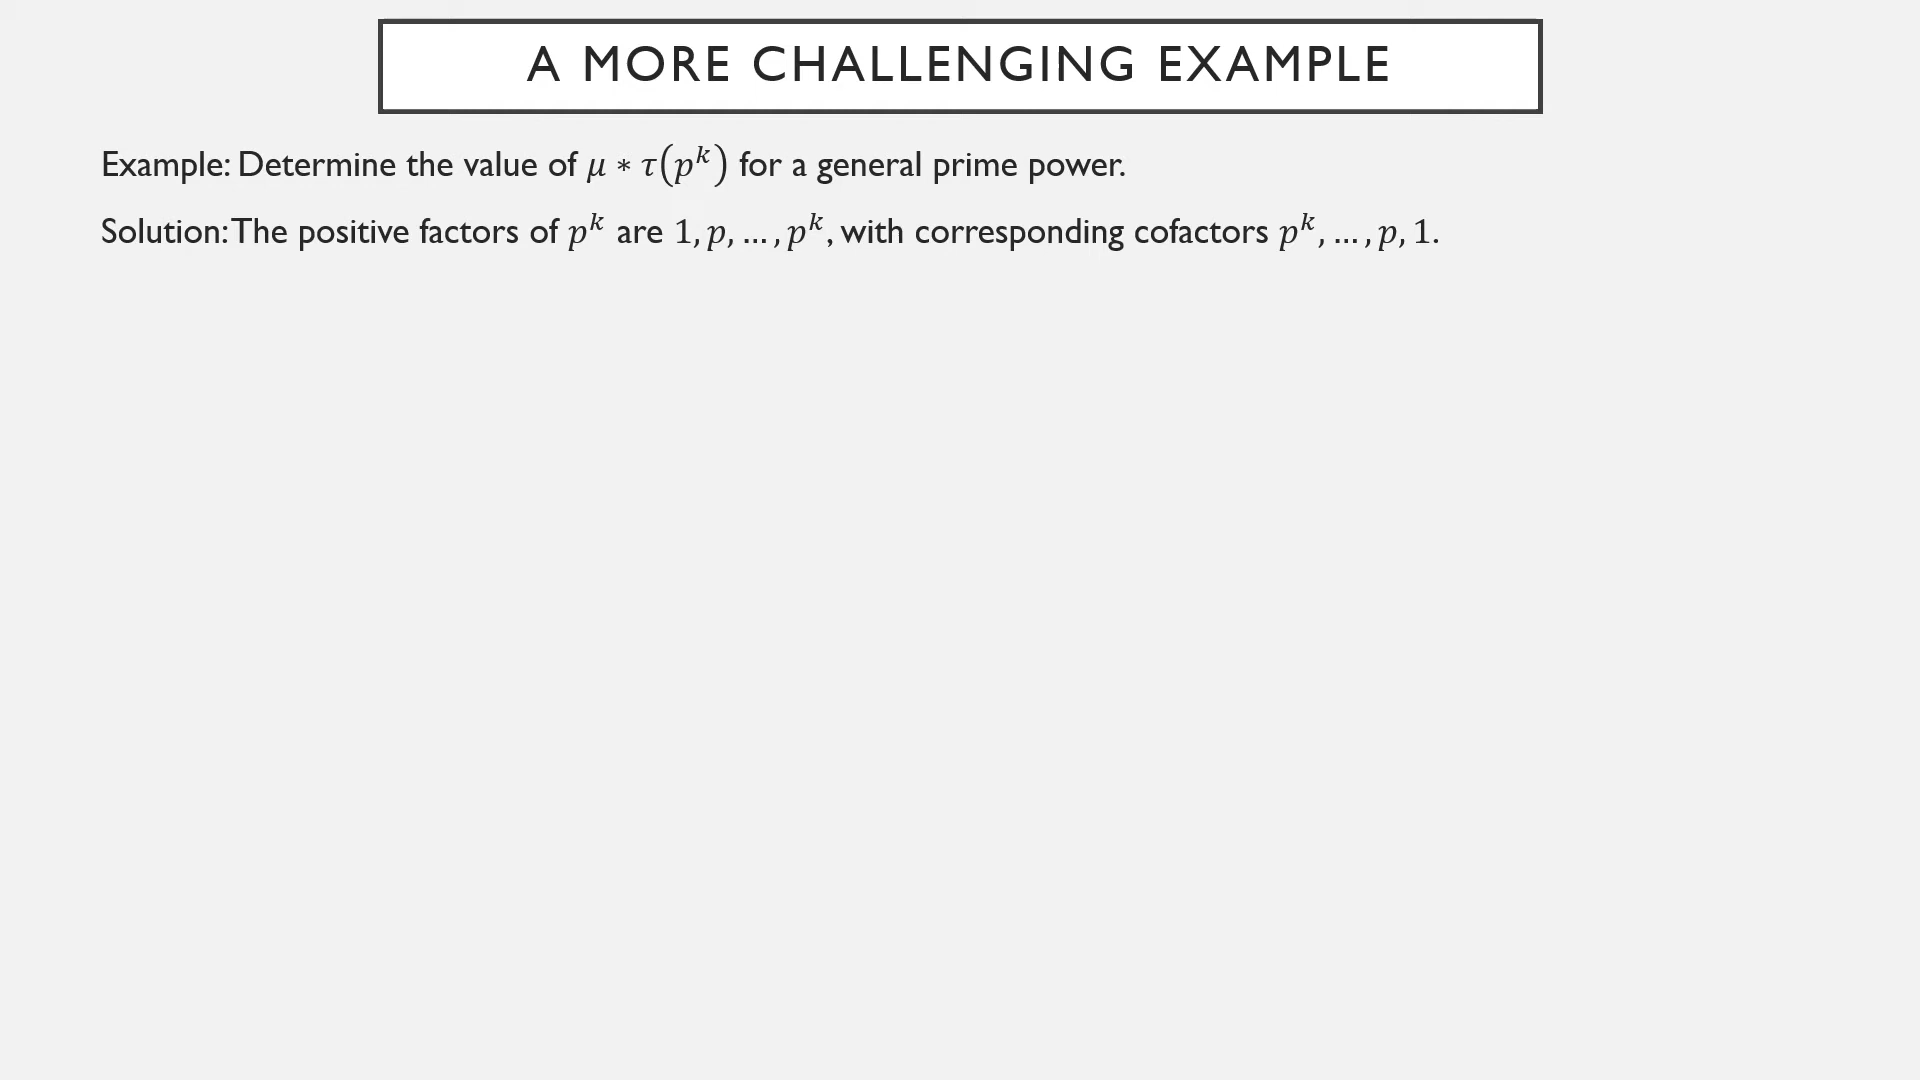 A MORE CHALLENGING EXAMPLE
Example: Determine the value of μ ∗ τ(p^k) for a general prime power.
Solution: The positive factors of p^k are 1, p, … , p^k, with corresponding cofactors p^k, … , p, 1.